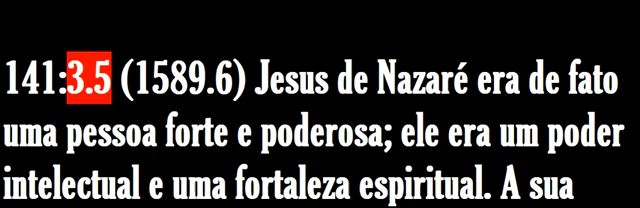 141:3.5 (1589.6) Jesus de Nazaré era de fato
uma pessoa forte e poderosa; ele era um poder
intelectual e uma fortaleza espiritual. A sua